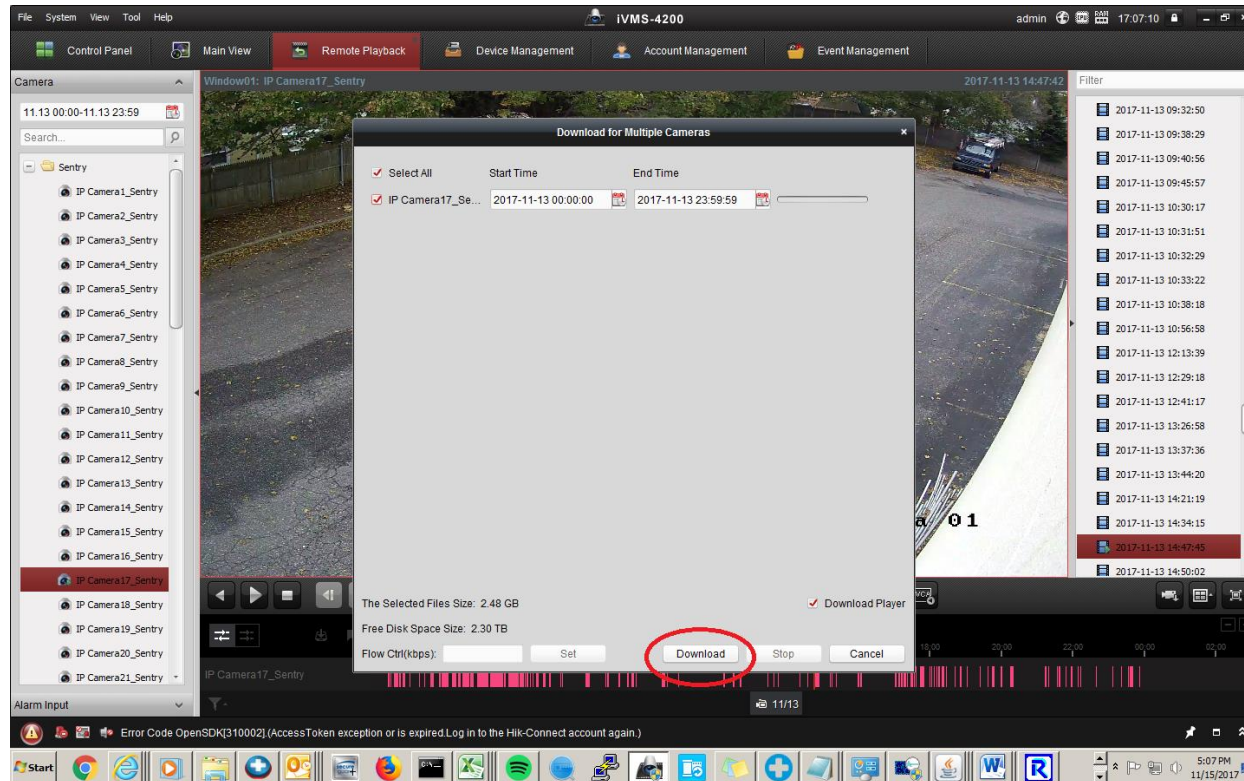 File System View Tool Help
iVMS-4200
admin 17:07:10
Control Panel
Main View
Remote Playback
Device Management
Account Management
Event Management
Camera
Window01: IP Camera17_Sentry
2017-11-13 14:47:42
Filter
11.13 00:00-11.13 23:59
Search...
Sentry
IP Camera1_Sentry
IP Camera2_Sentry
IP Camera3_Sentry
IP Camera4_Sentry
IP Camera5_Sentry
IP Camera6_Sentry
IP Camera7_Sentry
IP Camera8_Sentry
IP Camera9_Sentry
IP Camera10_Sentry
IP Camera11_Sentry
IP Camera12_Sentry
IP Camera13_Sentry
IP Camera14_Sentry
IP Camera15_Sentry
IP Camera16_Sentry
IP Camera17_Sentry
IP Camera18_Sentry
IP Camera19_Sentry
IP Camera20_Sentry
IP Camera21_Sentry
Alarm Input
Download for Multiple Cameras
Select All Start Time End Time
IP Camera17_Se... 2017-11-13 00:00:00 2017-11-13 23:59:59
a 01
The Selected Files Size: 2.48 GB
Download Player
Free Disk Space Size: 2.30 TB
Flow Ctrl(kbps): Set Download Stop Cancel
2017-11-13 09:32:50
2017-11-13 09:38:29
2017-11-13 09:40:56
2017-11-13 09:45:57
2017-11-13 10:30:17
2017-11-13 10:31:51
2017-11-13 10:32:29
2017-11-13 10:33:22
2017-11-13 10:38:18
2017-11-13 10:56:58
2017-11-13 12:13:39
2017-11-13 12:29:18
2017-11-13 12:41:17
2017-11-13 13:26:58
2017-11-13 13:37:36
2017-11-13 13:44:20
2017-11-13 14:21:19
2017-11-13 14:34:15
2017-11-13 14:47:45
2017-11-13 14:50:02
VCA
18:00 20:00 22:00 00:00 02:00
IP Camera17_Sentry
11/13
Error Code OpenSDK[310002].(AccessToken exception or is expired.Log in to the Hik-Connect account again.)
Start
5:07 PM
11/15/2017